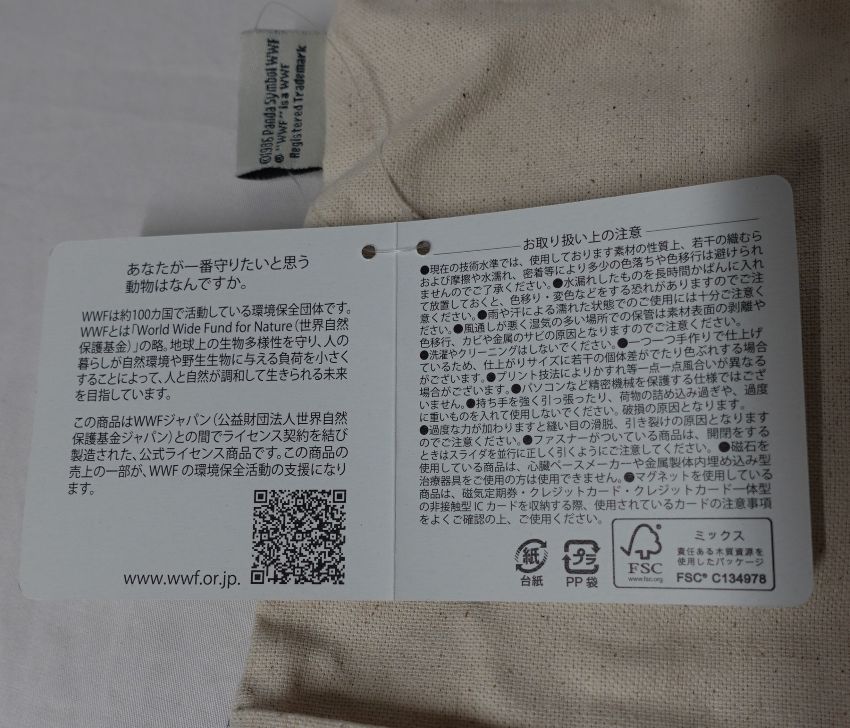 ©1986 Panda Symbol WWF
® "WWF" is a WWF
Registered Trademark
あなたが一番守りたいと思う
動物はなんですか。
WWFは約100カ国で活動している環境保全団体です。
WWFとは「World Wide Fund for Nature（世界自然
保護基金）」の略。地球上の生物多様性を守り、人の
暮らしが自然環境や野生生物に与える負荷を小さく
することによって、人と自然が調和して生きられる未来
を目指しています。
この商品はWWFジャパン（公益財団法人世界自然
保護基金ジャパン）との間でライセンス契約を結び
製造された、公式ライセンス商品です。この商品の
売上の一部が、WWF の環境保全活動の支援になり
ます。
www.wwf.or.jp.
お取り扱い上の注意
●現在の技術水準では、使用しております素材の性質上、若干の織むら
および摩擦や水濡れ、密着等により多少の色落ちや色移行は避けられ
ませんのでご了承ください。●水漏れしたものを長時間かばんに入れ
て放置しておくと、色移り・変色などをする恐れがありますのでご注
意ください。●雨や汗による濡れた状態でのご使用には十分ご注意く
ださい。●風通しが悪く湿気の多い場所での保管は素材表面の剥離や
色移行、カビや金属のサビの原因となりますのでご注意ください。
●洗濯やクリーニングはしないでください。●一つ一つ手作りで仕上げ
ているため、仕上がりサイズに若干の個体差がでたり色ぶれする場合
がございます。●プリント技法によりかすれ等一点一点風合いが異なる
場合がございます。●パソコンなど精密機械を保護する仕様ではござ
いません。●持ち手を強く引っ張ったり、荷物の詰め込み過ぎや、過度
に重いものを入れて使用しないでください。破損の原因となります。
●過度な力が加わりますと縫い目の滑脱、引き裂けの原因となります
のでご注意ください。●ファスナーがついている商品は、開閉をする
ときはスライダを並行に正しく引くようにご注意してください。●磁石を
使用している商品は、心臓ペースメーカーや金属製体内埋め込み型
治療器具をご使用の方は使用できません。●マグネットを使用している
商品は、磁気定期券・クレジットカード・クレジットカード一体型
の非接触型 IC カードを収納する際、使用されているカードの注意事項
をよくご確認の上、ご使用ください。
紙
台紙
プラ
PP 袋
FSC
www.fsc.org
ミックス
責任ある木質資源を
使用したパッケージ
FSC® C134978